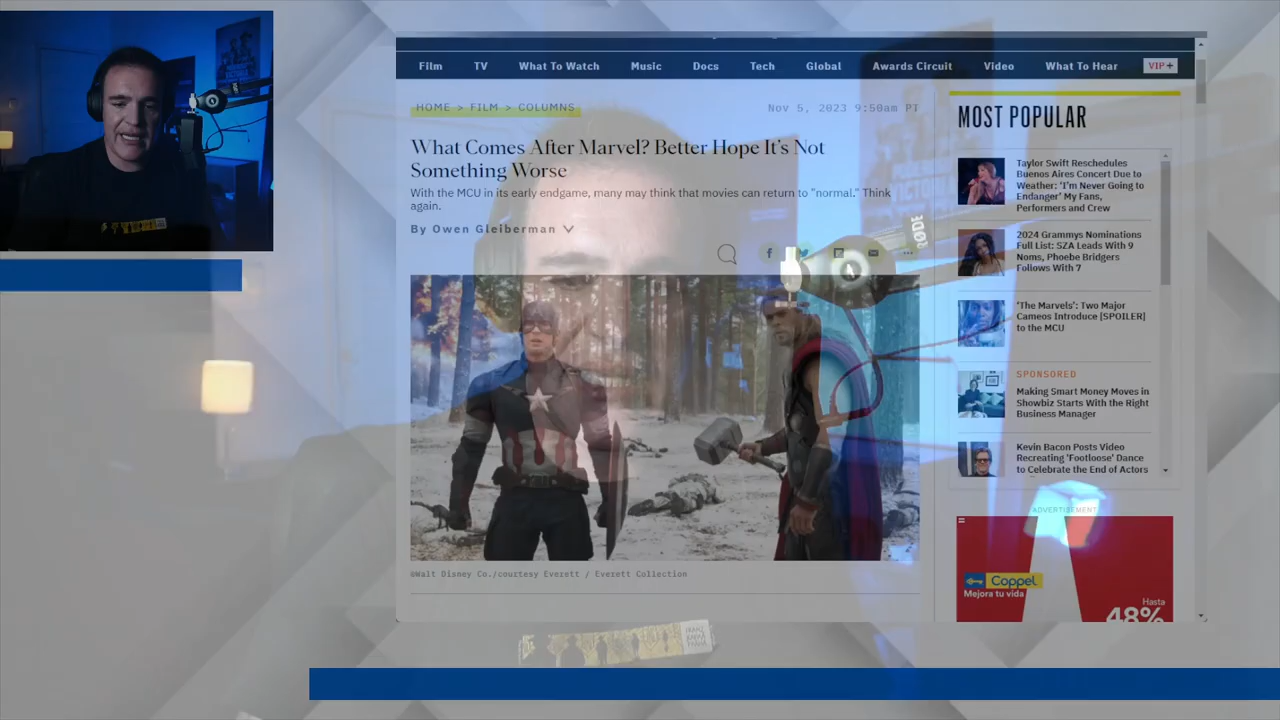 Film TV What To Watch Music Docs Tech Global Awards Circuit Video What To Hear VIP+
HOME > FILM > COLUMNS
Nov 5, 2023 9:50am PT
What Comes After Marvel? Better Hope It's Not
Something Worse
With the MCU in its early endgame, many may think that movies can return to "normal." Think
again.
By Owen Gleiberman
RØDE
©Walt Disney Co./courtesy Everett / Everett Collection
MOST POPULAR
Taylor Swift Reschedules
Buenos Aires Concert Due to
Weather: 'I'm Never Going to
Endanger' My Fans,
Performers and Crew
2024 Grammys Nominations
Full List: SZA Leads With 9
Noms, Phoebe Bridgers
Follows With 7
'The Marvels': Two Major
Cameos Introduce [SPOILER]
to the MCU
SPONSORED
Making Smart Money Moves in
Showbiz Starts With the Right
Business Manager
Kevin Bacon Posts Video
Recreating 'Footloose' Dance
to Celebrate the End of Actors
ADVERTISEMENT
Coppel
Mejora tu vida
Hasta
48%